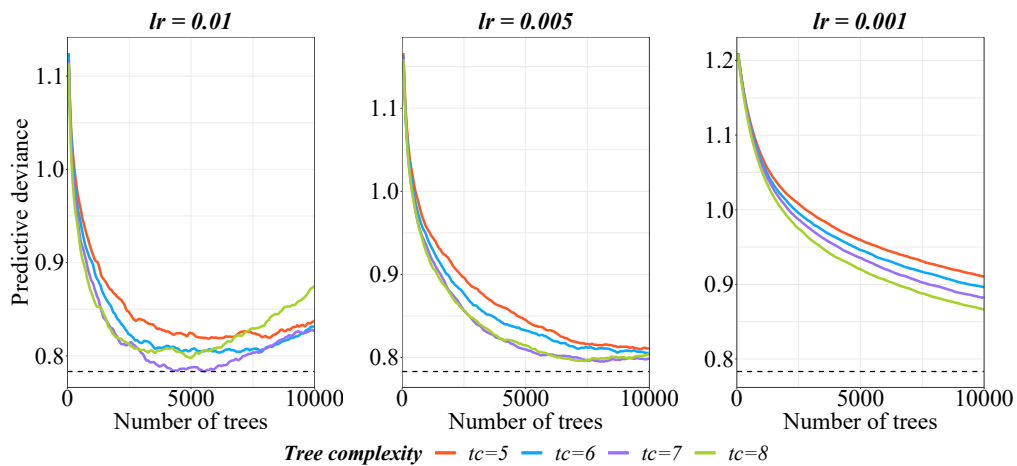 lr = 0.01
lr = 0.005
lr = 0.001
Predictive deviance
1.1
1.0
0.9
0.8
0
5000
10000
Number of trees
1.1
1.0
0.9
0.8
0
5000
10000
Number of trees
1.2
1.1
1.0
0.9
0.8
0
5000
10000
Number of trees
Tree complexity tc=5 tc=6 tc=7 tc=8